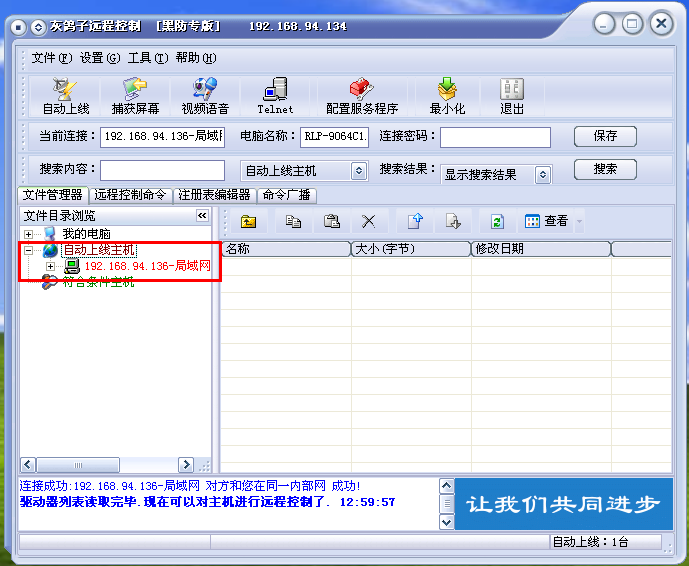 灰鸽子远程控制 [黑防专版] 192.168.94.134
文件(F) 设置(G) 工具(T) 帮助(H)
自动上线 捕获屏幕 视频语音 Telnet 配置服务程序 最小化 退出
当前连接： 192.168.94.136-局域 电脑名称： RLP-9064C1. 连接密码： 保存
搜索内容： 自动上线主机 搜索结果： 显示搜索结果 搜索
文件管理器 远程控制命令 注册表编辑器 命令广播
文件目录浏览 查看
我的电脑
自动上线主机
192.168.94.136-局域网
符合条件主机
名称 大小(字节) 修改日期
连接成功:192.168.94.136-局域网 对方和您在同一内部网 成功!
驱动器列表读取完毕.现在可以对主机进行远程控制了. 12:59:57
让我们共同进步
自动上线：1台